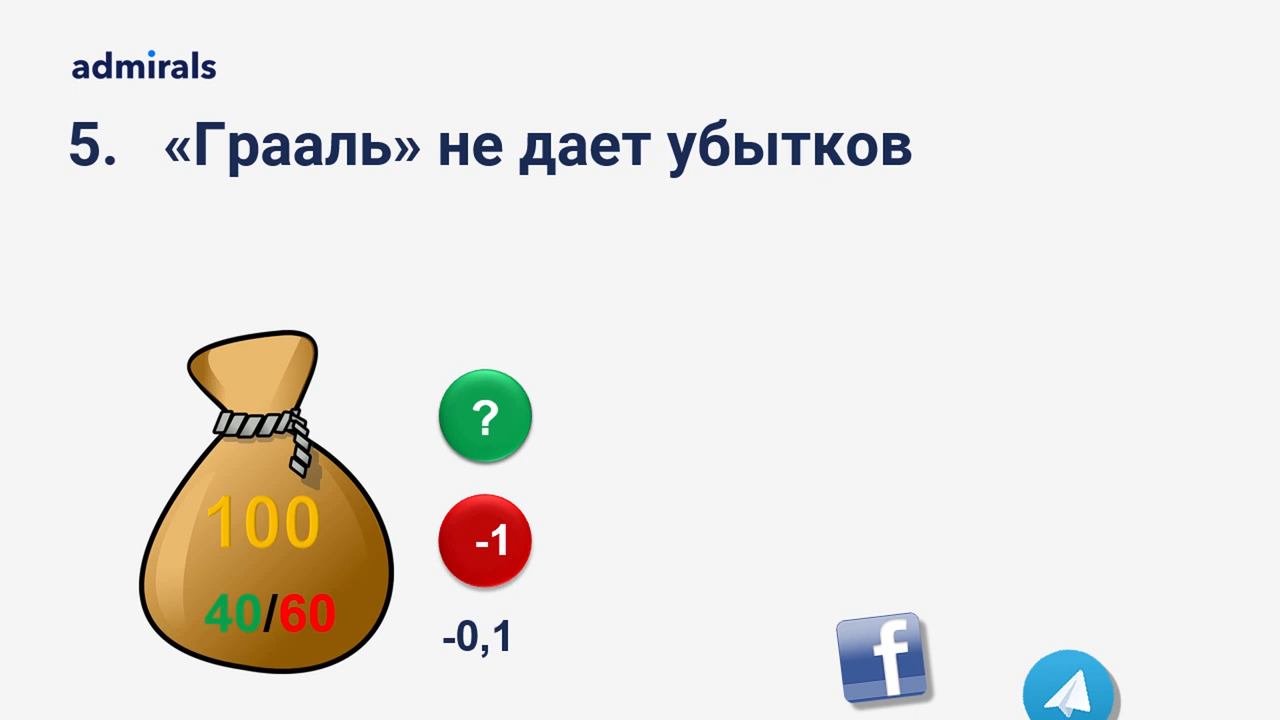 admirals
5. «Грааль» не дает убытков
?
100
-1
40/60
-0,1
f